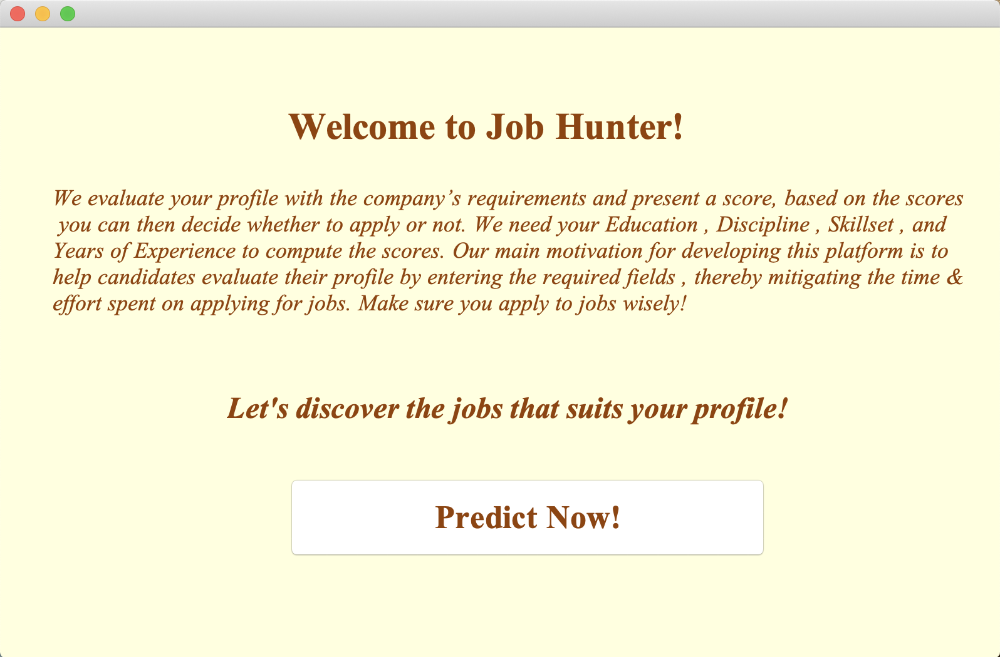 Welcome to Job Hunter!
We evaluate your profile with the company’s requirements and present a score, based on the scores
you can then decide whether to apply or not. We need your Education , Discipline , Skillset , and
Years of Experience to compute the scores. Our main motivation for developing this platform is to
help candidates evaluate their profile by entering the required fields , thereby mitigating the time &
effort spent on applying for jobs. Make sure you apply to jobs wisely!
Let's discover the jobs that suits your profile!
Predict Now!